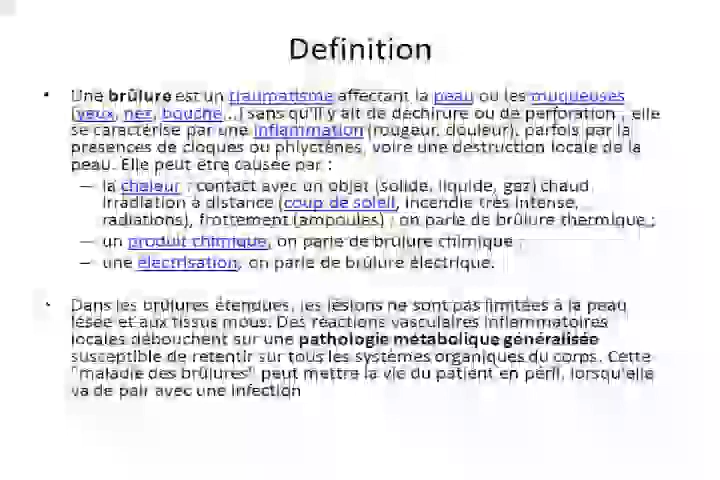 Definition
• Une brûlure est un traumatisme affectant la peau ou les muqueuses
(yeux, nez, bouche...) sans qu'il y ait de déchirure ou de perforation ; elle
se caractérise par une inflammation (rougeur, douleur), parfois par la
présences de cloques ou phlyctènes, voire une destruction locale de la
peau. Elle peut être causée par :
– la chaleur : contact avec un objet (solide, liquide, gaz) chaud
irradiation à distance (coup de soleil, incendie très intense,
radiations), frottement (ampoules) ; on parle de brûlure thermique ;
– un produit chimique, on parle de brûlure chimique ;
– une électrisation, on parle de brûlure électrique.
• Dans les brûlures étendues, les lésions ne sont pas limitées à la peau
lésée et aux tissus mous. Des réactions vasculaires inflammatoires
locales débouchent sur une pathologie métabolique généralisée
susceptible de retentir sur tous les systèmes organiques du corps. Cette
"maladie des brûlures" peut mettre la vie du patient en péril, lorsqu'elle
va de pair avec une infection